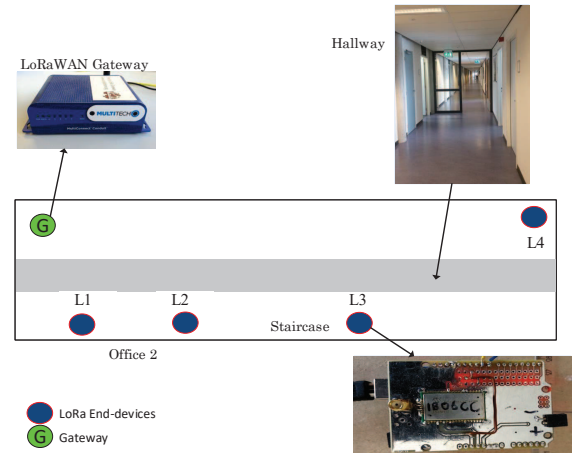 Hallway
LoRaWAN Gateway
MULTITECH
G
L4
L1 L2 L3
Staircase
Office 2
LoRa End-devices
G Gateway